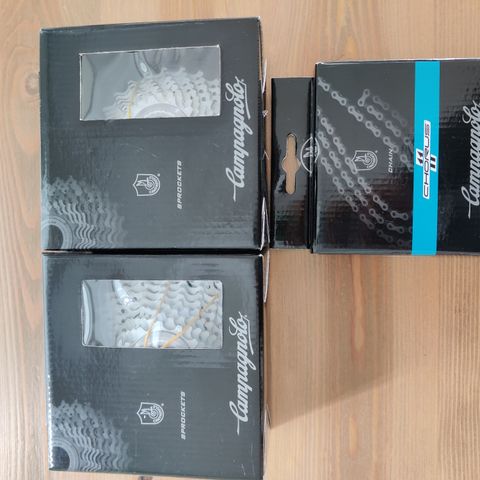 SPROCKETS
Campagnolo
CHAIN
CHORUS
11
Campagnolo
SPROCKETS
Campagnolo